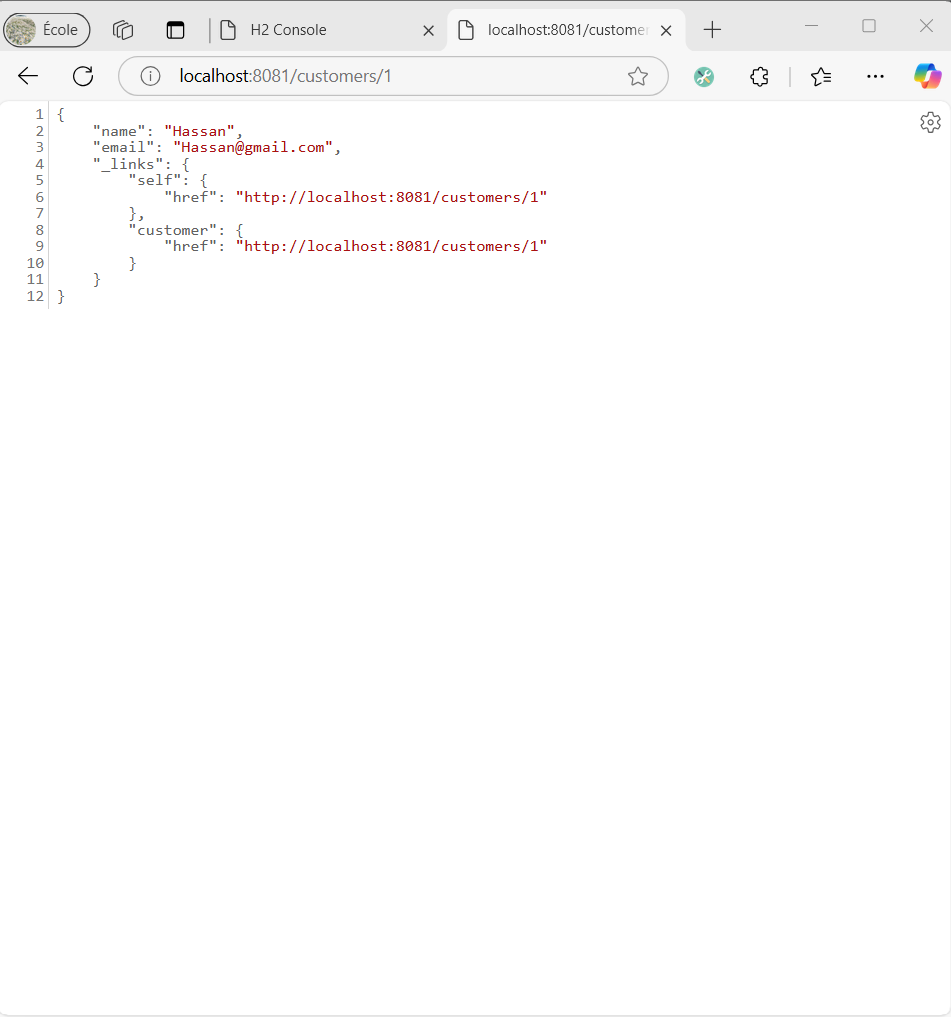 École
H2 Console
localhost:8081/custome
localhost:8081/customers/1
1 {
2     "name": "Hassan",
3     "email": "Hassan@gmail.com",
4     "_links": {
5         "self": {
6             "href": "http://localhost:8081/customers/1"
7         },
8         "customer": {
9             "href": "http://localhost:8081/customers/1"
10         }
11     }
12 }